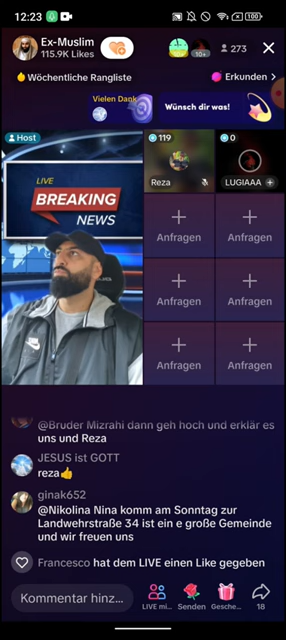 12:23
100
Ex-Muslim
115.9K Likes
10+
273
Wöchentliche Rangliste
Erkunden >
Vielen Dank
Wünsch dir was!
Host
LIVE
BREAKING
NEWS
119
Reza
0
LUGIAAA
Anfragen
Anfragen
Anfragen
Anfragen
Anfragen
Anfragen
@Bruder Mizrahi dann geh hoch und erklär es
uns und Reza
JESUS ist GOTT
reza👍
ginak652
@Nikolina Nina komm am Sonntag zur
Landwehrstraße 34 ist ein e große Gemeinde
und wir freuen uns
Francesco hat dem LIVE einen Like gegeben
Kommentar hinz...
LIVE mi...
Senden
Gesche...
18